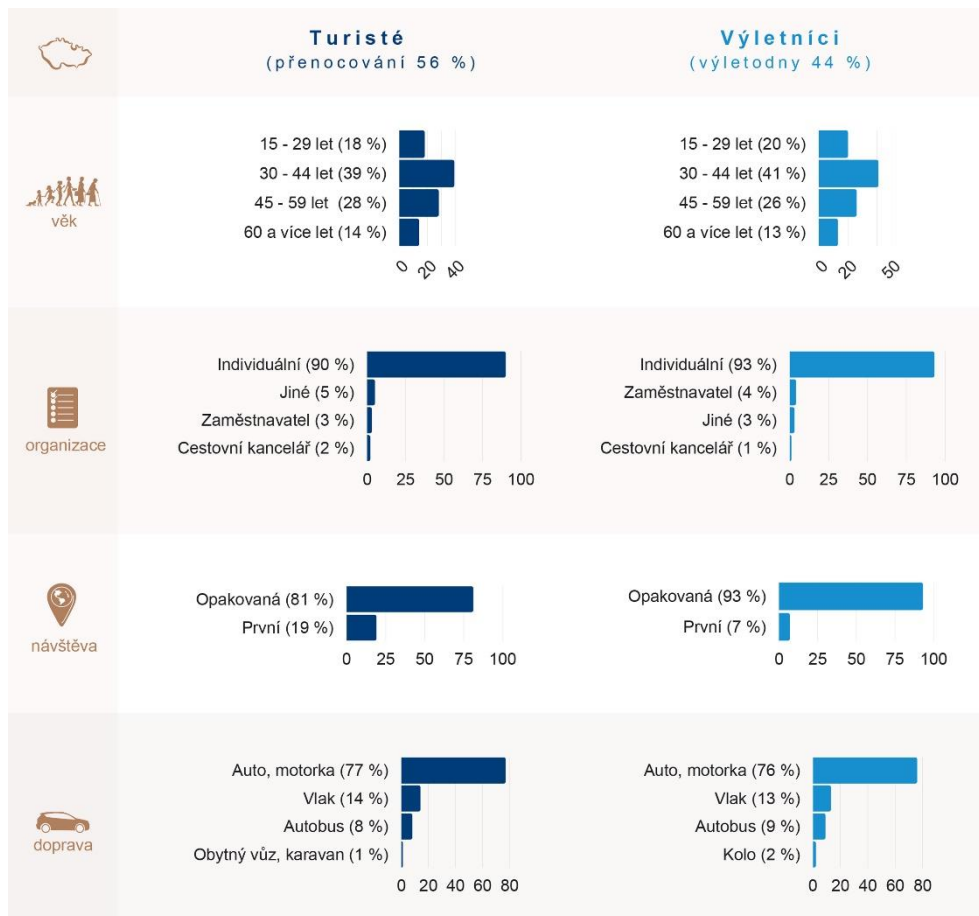 Turisté
(přenocování 56 %)
Výletníci
(výletodny 44 %)
věk
15 - 29 let (18 %)
30 - 44 let (39 %)
45 - 59 let (28 %)
60 a více let (14 %)
0 20 40
15 - 29 let (20 %)
30 - 44 let (41 %)
45 - 59 let (26 %)
60 a více let (13 %)
0 20 50
organizace
Individuální (90 %)
Jiné (5 %)
Zaměstnavatel (3 %)
Cestovní kancelář (2 %)
0 25 50 75 100
Individuální (93 %)
Zaměstnavatel (4 %)
Jiné (3 %)
Cestovní kancelář (1 %)
0 25 50 75 100
návštěva
Opakovaná (81 %)
První (19 %)
0 25 50 75 100
Opakovaná (93 %)
První (7 %)
0 25 50 75 100
doprava
Auto, motorka (77 %)
Vlak (14 %)
Autobus (8 %)
Obytný vůz, karavan (1 %)
0 20 40 60 80
Auto, motorka (76 %)
Vlak (13 %)
Autobus (9 %)
Kolo (2 %)
0 20 40 60 80